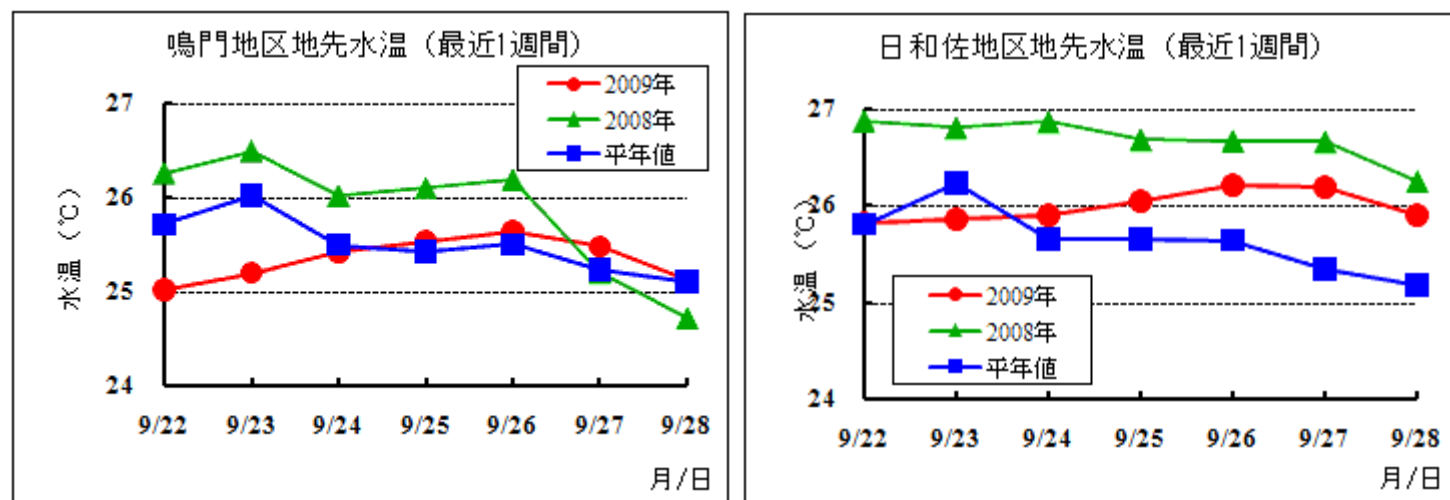 鳴門地区地先水温（最近1週間）
2009年
2008年
平年値
水温（℃）
27
26
25
24
9/22 9/23 9/24 9/25 9/26 9/27 9/28
月/日
日和佐地区地先水温（最近1週間）
水温（℃）
27
26
25
24
2009年
2008年
平年値
9/22 9/23 9/24 9/25 9/26 9/27 9/28
月/日